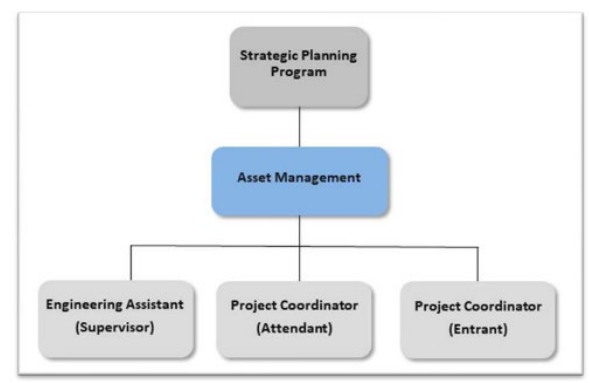 Strategic Planning
Program
Asset Management
Engineering Assistant
(Supervisor)
Project Coordinator
(Attendant)
Project Coordinator
(Entrant)